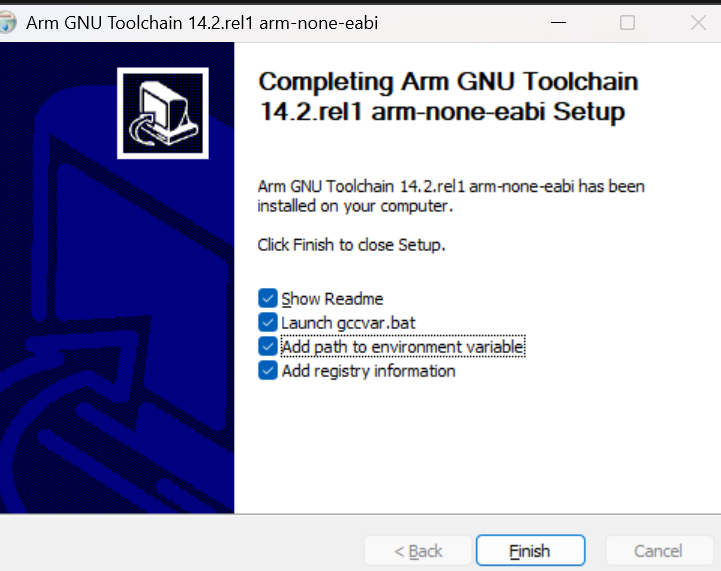 Arm GNU Toolchain 14.2.rel1 arm-none-eabi
Completing Arm GNU Toolchain
14.2.rel1 arm-none-eabi Setup
Arm GNU Toolchain 14.2.rel1 arm-none-eabi has been
installed on your computer.
Click Finish to close Setup.
Show Readme
Launch gccvar.bat
Add path to environment variable
Add registry information
< Back
Finish
Cancel